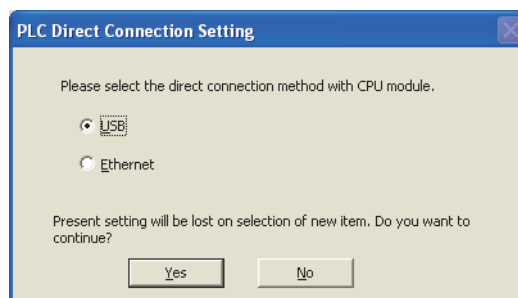 PLC Direct Connection Setting
Please select the direct connection method with CPU module.
USB
Ethernet
Present setting will be lost on selection of new item. Do you want to
continue?
Yes No